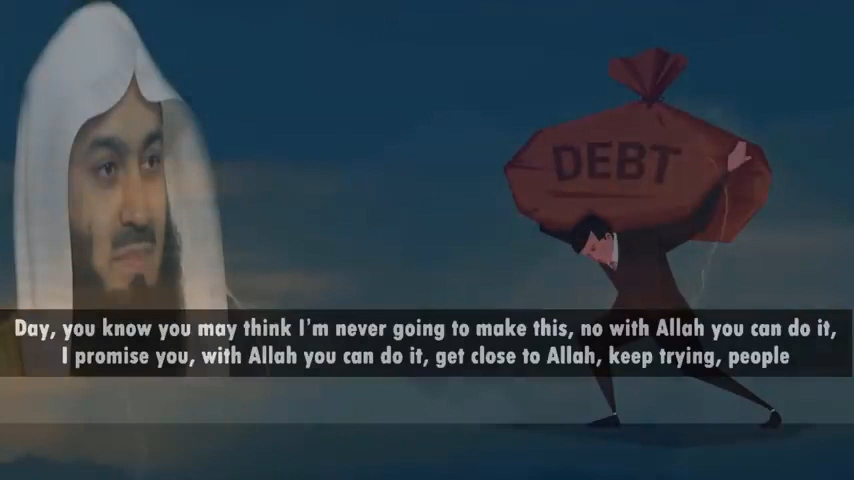 DEBT
Day, you know you may think I'm never going to make this, no with Allah you can do it,
I promise you, with Allah you can do it, get close to Allah, keep trying, people